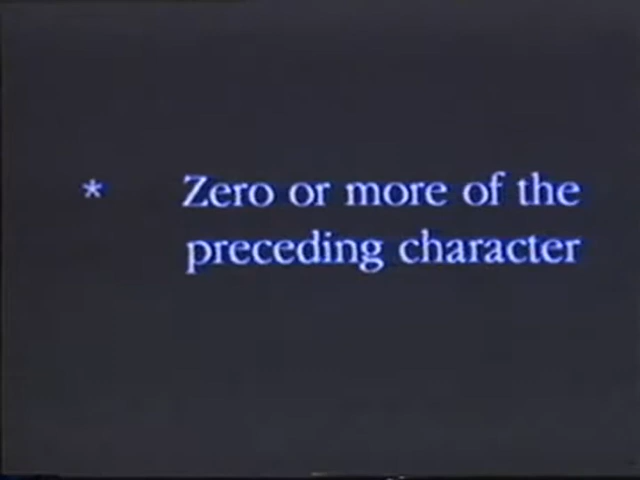 * Zero or more of the
preceding character